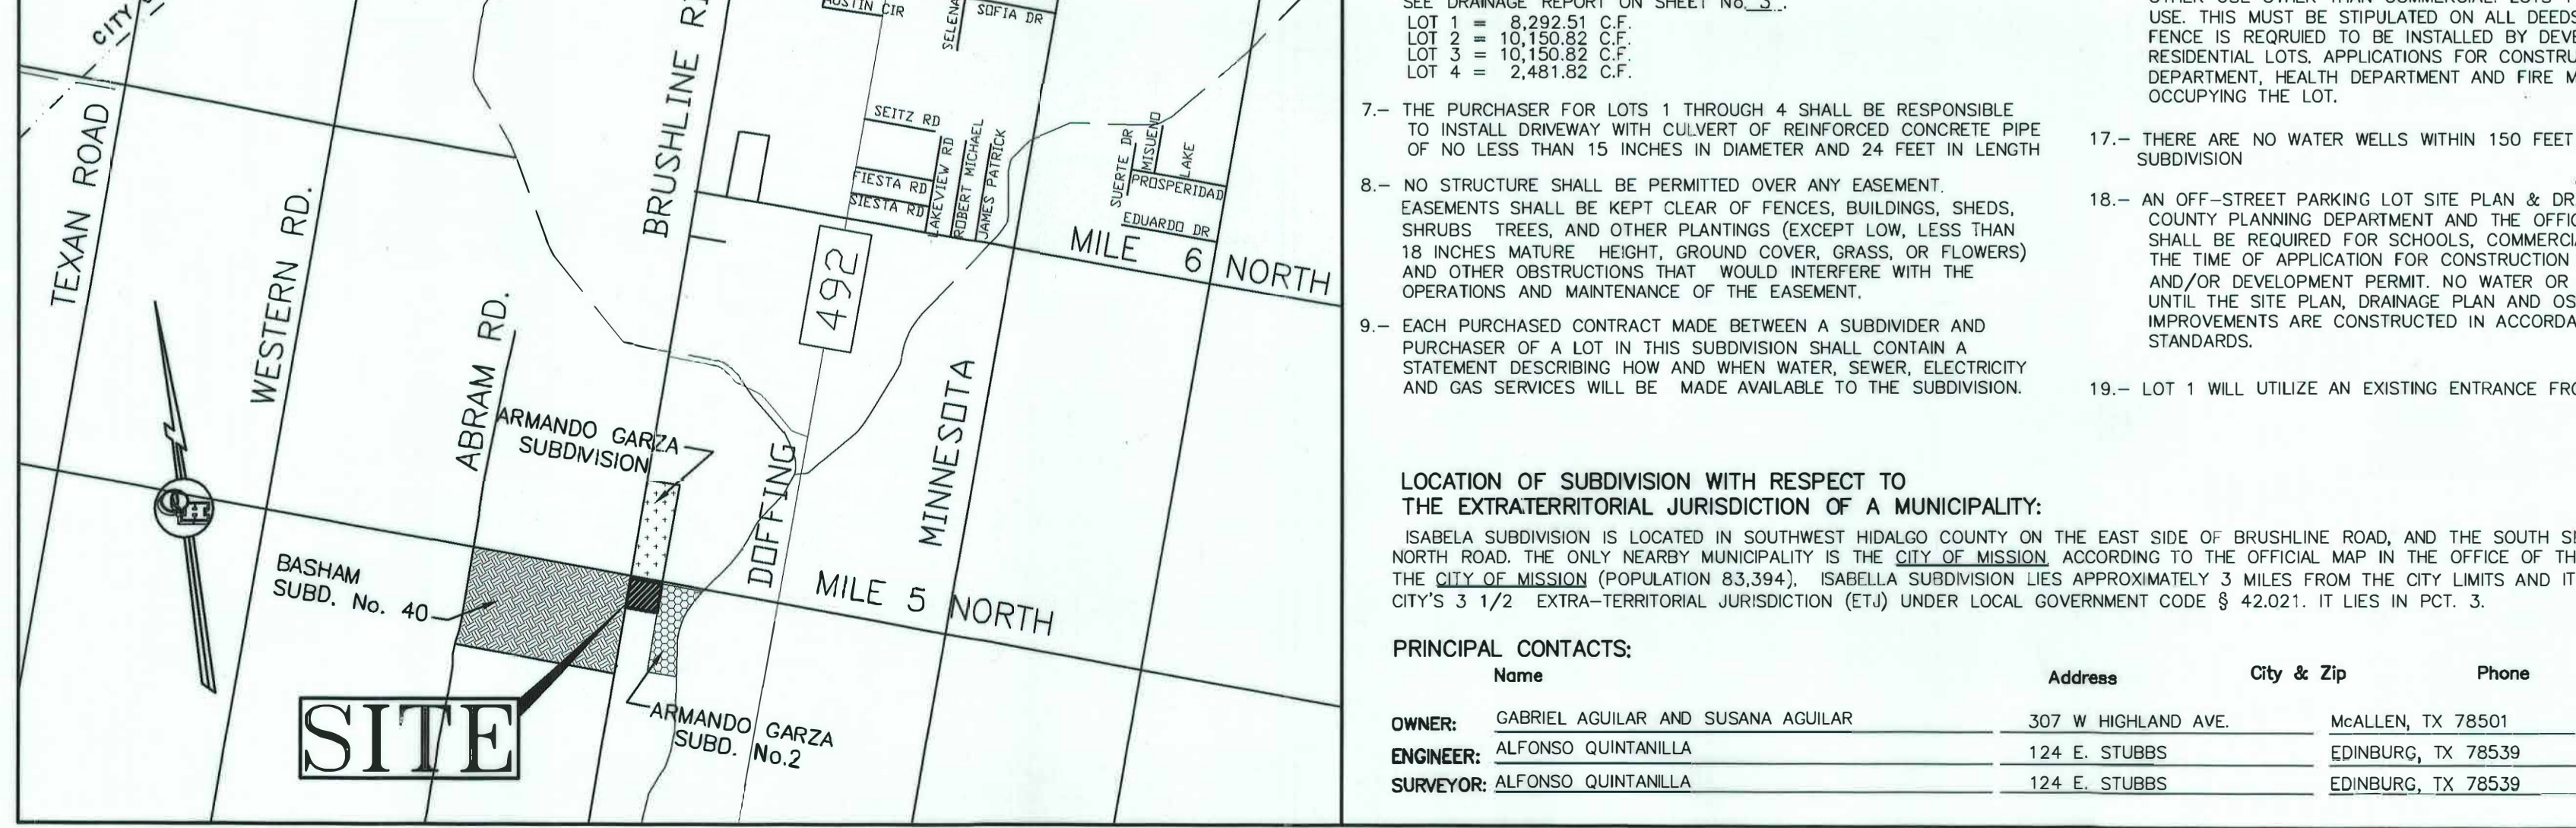 CITY
AUSTIN CIR
SELENA
SOFIA DR
BRUSHLINE
TEXAN ROAD
WESTERN RD.
ABRAM RD.
SEITZ RD
FIESTA RD
SIESTA RD
LAKEVIEW RD
ROBERT MICHAEL
JAMES PATRICK
SUERTE DR
MISUENO
LAKE
PROSPERIDAD
EDUARDO DR
MILE 6 NORTH
492
MINNESOTA
DOFFING
ARMANDO GARZA
SUBDIVISION
QH
BASHAM
SUBD. No. 40
MILE 5 NORTH
SITE
ARMANDO GARZA
SUBD. No.2
SEE DRAINAGE REPORT ON SHEET No. 3 .
LOT 1 = 8,292.51 C.F.
LOT 2 = 10,150.82 C.F.
LOT 3 = 10,150.82 C.F.
LOT 4 = 2,481.82 C.F.
7.- THE PURCHASER FOR LOTS 1 THROUGH 4 SHALL BE RESPONSIBLE
TO INSTALL DRIVEWAY WITH CULVERT OF REINFORCED CONCRETE PIPE
OF NO LESS THAN 15 INCHES IN DIAMETER AND 24 FEET IN LENGTH
8.- NO STRUCTURE SHALL BE PERMITTED OVER ANY EASEMENT.
EASEMENTS SHALL BE KEPT CLEAR OF FENCES, BUILDINGS, SHEDS,
SHRUBS TREES, AND OTHER PLANTINGS (EXCEPT LOW, LESS THAN
18 INCHES MATURE HEIGHT, GROUND COVER, GRASS, OR FLOWERS)
AND OTHER OBSTRUCTIONS THAT WOULD INTERFERE WITH THE
OPERATIONS AND MAINTENANCE OF THE EASEMENT.
9.- EACH PURCHASED CONTRACT MADE BETWEEN A SUBDIVIDER AND
PURCHASER OF A LOT IN THIS SUBDIVISION SHALL CONTAIN A
STATEMENT DESCRIBING HOW AND WHEN WATER, SEWER, ELECTRICITY
AND GAS SERVICES WILL BE MADE AVAILABLE TO THE SUBDIVISION.
USE. THIS MUST BE STIPULATED ON ALL DEEDS
FENCE IS REQRUIED TO BE INSTALLED BY DEVE
RESIDENTIAL LOTS. APPLICATIONS FOR CONSTRU
DEPARTMENT, HEALTH DEPARTMENT AND FIRE M
OCCUPYING THE LOT.
17.- THERE ARE NO WATER WELLS WITHIN 150 FEET
SUBDIVISION
18.- AN OFF-STREET PARKING LOT SITE PLAN & DR
COUNTY PLANNING DEPARTMENT AND THE OFFIC
SHALL BE REQUIRED FOR SCHOOLS, COMMERCI
THE TIME OF APPLICATION FOR CONSTRUCTION
AND/OR DEVELOPMENT PERMIT. NO WATER OR
UNTIL THE SITE PLAN, DRAINAGE PLAN AND OS
IMPROVEMENTS ARE CONSTRUCTED IN ACCORDA
STANDARDS.
19.- LOT 1 WILL UTILIZE AN EXISTING ENTRANCE FRO
LOCATION OF SUBDIVISION WITH RESPECT TO
THE EXTRATERRITORIAL JURISDICTION OF A MUNICIPALITY:
ISABELA SUBDIVISION IS LOCATED IN SOUTHWEST HIDALGO COUNTY ON THE EAST SIDE OF BRUSHLINE ROAD, AND THE SOUTH SI
NORTH ROAD. THE ONLY NEARBY MUNICIPALITY IS THE CITY OF MISSION ACCORDING TO THE OFFICIAL MAP IN THE OFFICE OF TH
THE CITY OF MISSION (POPULATION 83,394), ISABELLA SUBDIVISION LIES APPROXIMATELY 3 MILES FROM THE CITY LIMITS AND IT
CITY'S 3 1/2 EXTRA-TERRITORIAL JURISDICTION (ETJ) UNDER LOCAL GOVERNMENT CODE § 42.021. IT LIES IN PCT. 3.
PRINCIPAL CONTACTS:
Name Address City & Zip Phone
OWNER: GABRIEL AGUILAR AND SUSANA AGUILAR 307 W HIGHLAND AVE. McALLEN, TX 78501
ENGINEER: ALFONSO QUINTANILLA 124 E. STUBBS EDINBURG, TX 78539
SURVEYOR: ALFONSO QUINTANILLA 124 E. STUBBS EDINBURG, TX 78539